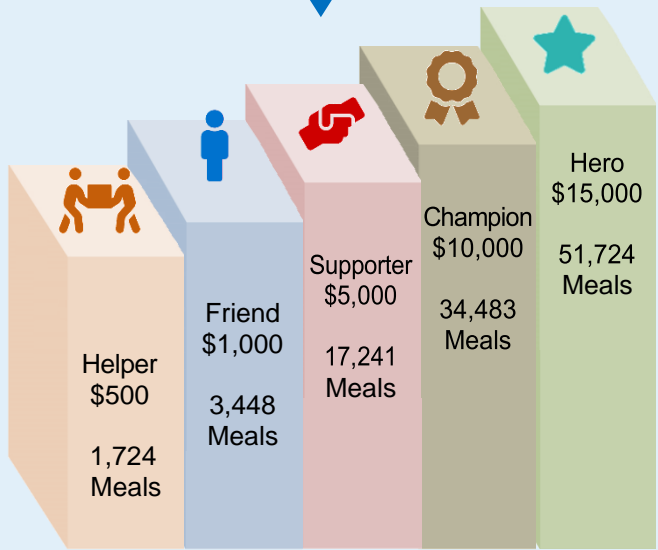 Helper
$500
1,724
Meals
Friend
$1,000
3,448
Meals
Supporter
$5,000
17,241
Meals
Champion
$10,000
34,483
Meals
Hero
$15,000
51,724
Meals